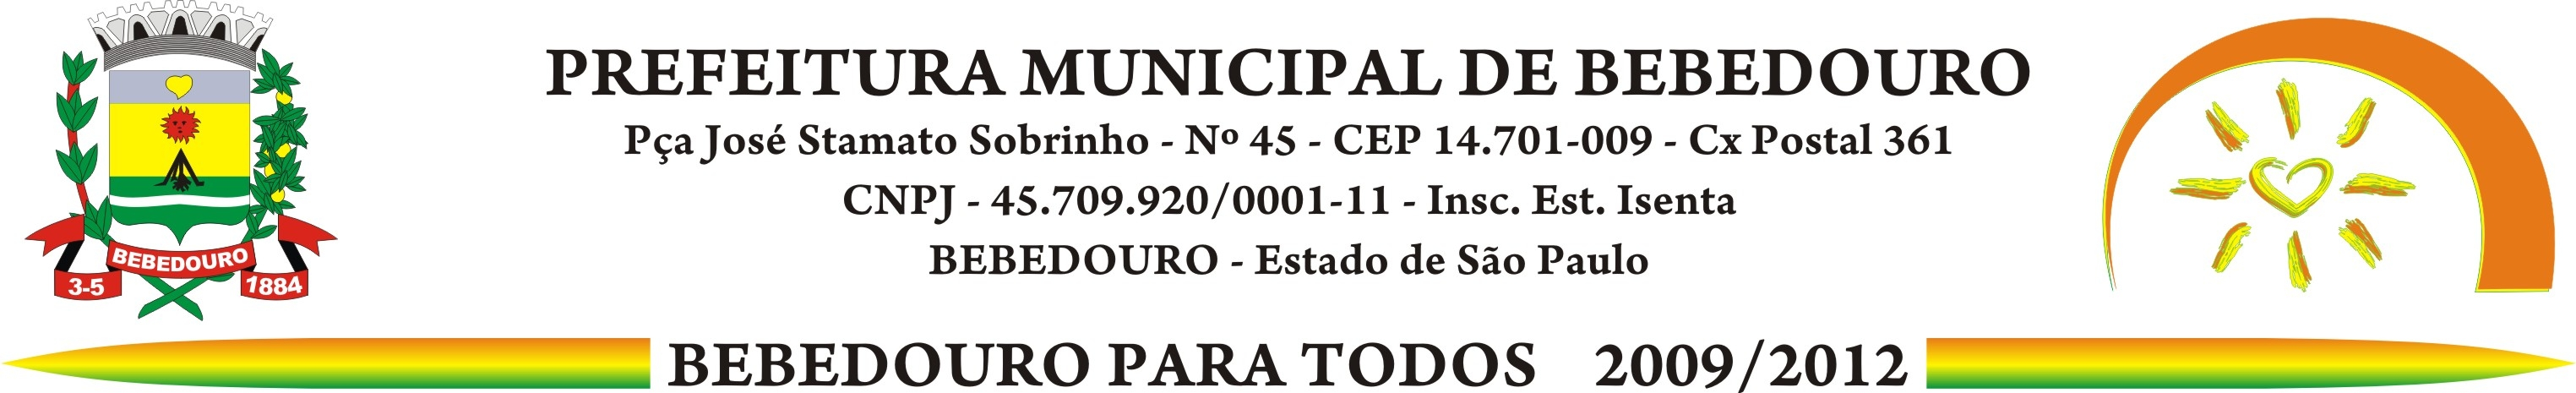 PREFEITURA MUNICIPAL DE BEBEDOURO
Pça José Stamato Sobrinho - Nº 45 - CEP 14.701-009 - Cx Postal 361
CNPJ - 45.709.920/0001-11 - Insc. Est. Isenta
BEBEDOURO - Estado de São Paulo
BEBEDOURO
3-5 1884
BEBEDOURO PARA TODOS 2009/2012